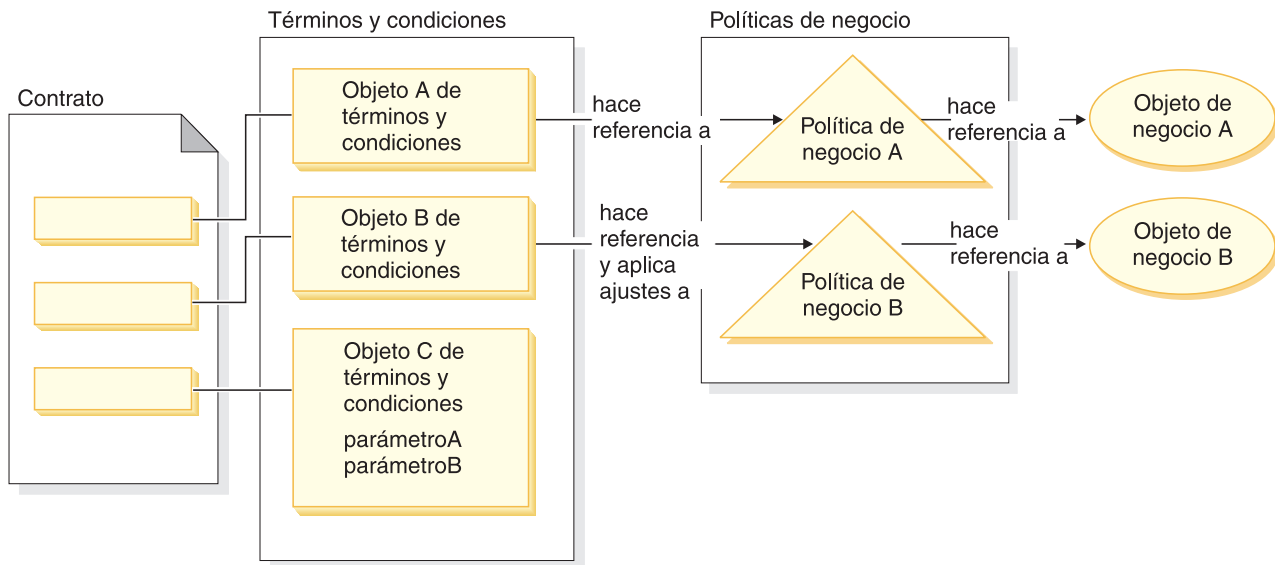 Términos y condiciones
Políticas de negocio
Contrato
Objeto A de
términos y
condiciones
hace
referencia a
Política de
negocio A
hace
referencia a
Objeto de
negocio A
Objeto B de
términos y
condiciones
hace
referencia
y aplica
ajustes a
Política de
negocio B
hace
referencia a
Objeto de
negocio B
Objeto C de
términos y
condiciones
parámetroA
parámetroB